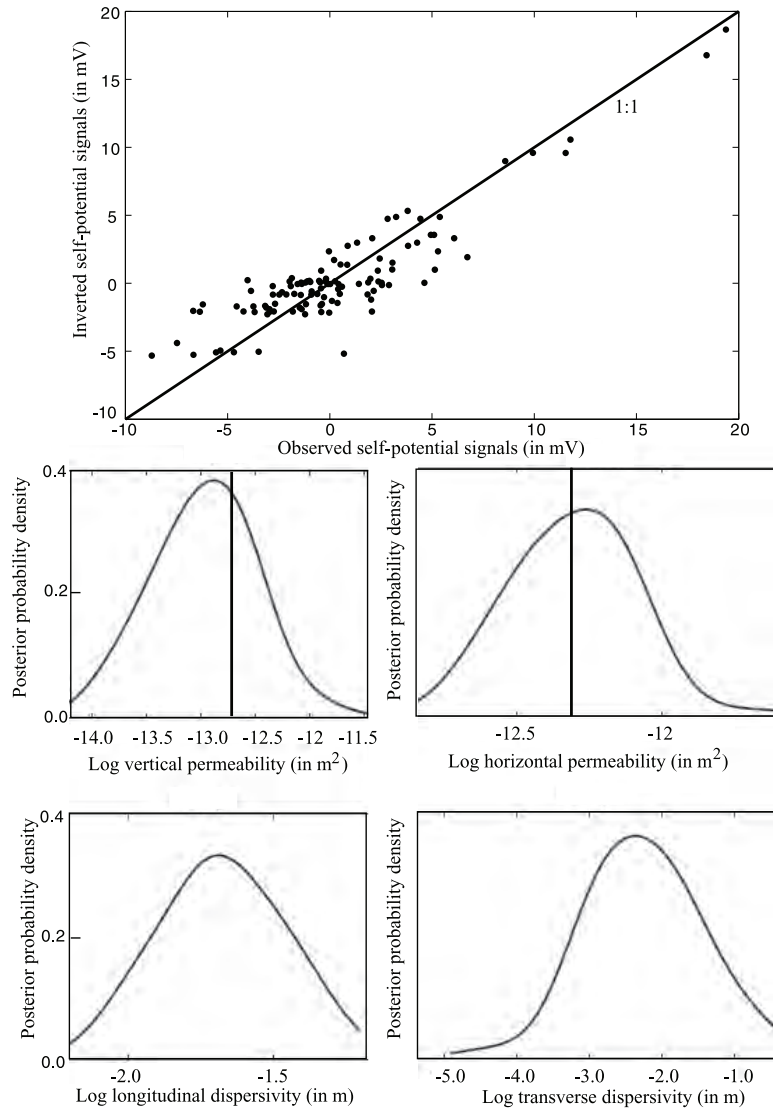 20
15
10
5
0
-5
-10
Inverted self-potential signals (in mV)
1:1
-10 -5 0 5 10 15 20
Observed self-potential signals (in mV)
0.4
0.2
0.0
Posterior probability density
-14.0 -13.5 -13.0 -12.5 -12.0 -11.5
Log vertical permeability (in m²)
Posterior probability density
-12.5 -12
Log horizontal permeability (in m²)
0.4
0.2
0.0
Posterior probability density
-2.0 -1.5
Log longitudinal dispersivity (in m)
Posterior probability density
-5.0 -4.0 -3.0 -2.0 -1.0
Log transverse dispersivity (in m)